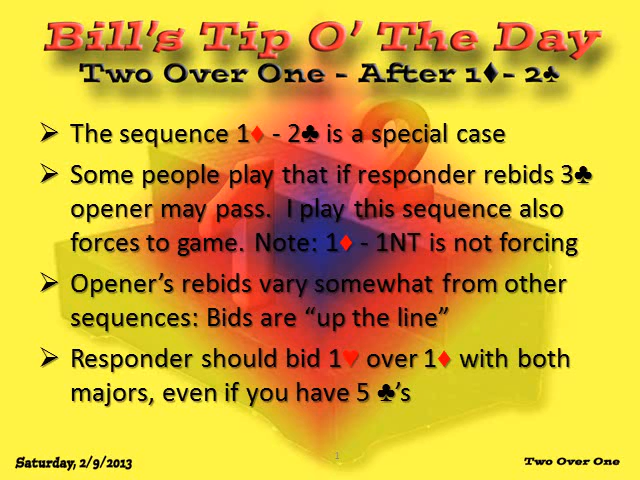 Bill's Tip O' The Day
Two Over One - After 1♦- 2♣
➢ The sequence 1♦ - 2♣ is a special case
➢ Some people play that if responder rebids 3♣
opener may pass.  I play this sequence also
forces to game. Note: 1♦ - 1NT is not forcing
➢ Opener's rebids vary somewhat from other
sequences: Bids are “up the line”
➢ Responder should bid 1♥ over 1♦ with both
majors, even if you have 5 ♣'s
Saturday, 2/9/2013
1
Two Over One